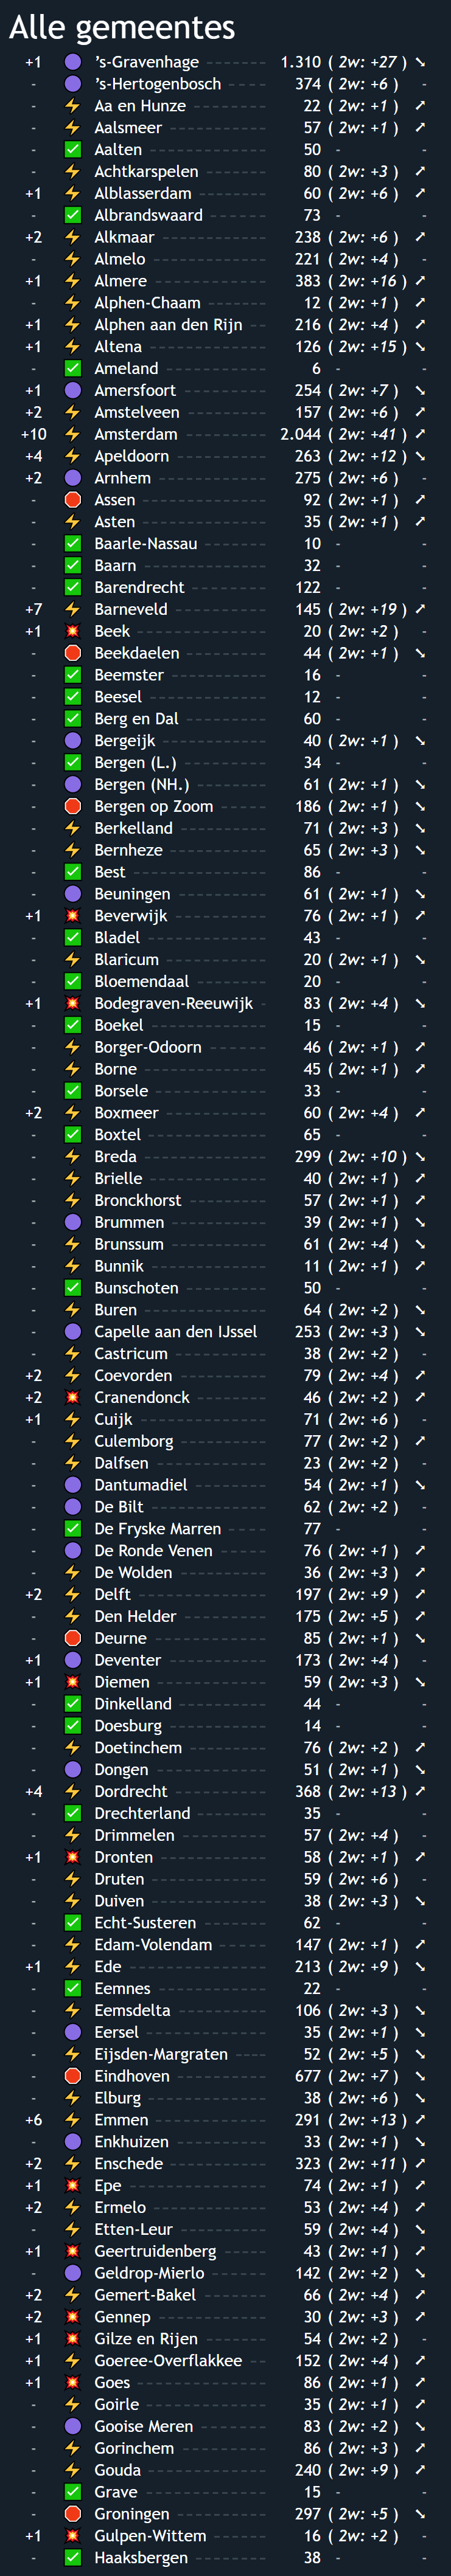 Alle gemeentes
+1 's-Gravenhage 1.310 ( 2w: +27 ) ↘
- 's-Hertogenbosch 374 ( 2w: +6 ) -
- Aa en Hunze 22 ( 2w: +1 ) ↗
- Aalsmeer 57 ( 2w: +1 ) ↗
- Aalten 50 - -
- Achtkarspelen 80 ( 2w: +3 ) ↗
+1 Alblasserdam 60 ( 2w: +6 ) ↗
- Albrandswaard 73 - -
+2 Alkmaar 238 ( 2w: +6 ) ↗
- Almelo 221 ( 2w: +4 ) -
+1 Almere 383 ( 2w: +16 ) ↗
- Alphen-Chaam 12 ( 2w: +1 ) ↗
+1 Alphen aan den Rijn 216 ( 2w: +4 ) ↗
+1 Altena 126 ( 2w: +15 ) ↘
- Ameland 6 - -
+1 Amersfoort 254 ( 2w: +7 ) ↘
+2 Amstelveen 157 ( 2w: +6 ) ↗
+10 Amsterdam 2.044 ( 2w: +41 ) ↗
+4 Apeldoorn 263 ( 2w: +12 ) ↘
+2 Arnhem 275 ( 2w: +6 ) -
- Assen 92 ( 2w: +1 ) ↗
- Asten 35 ( 2w: +1 ) ↗
- Baarle-Nassau 10 - -
- Baarn 32 - -
- Barendrecht 122 - -
+7 Barneveld 145 ( 2w: +19 ) ↗
+1 Beek 20 ( 2w: +2 ) -
- Beekdaelen 44 ( 2w: +1 ) ↘
- Beemster 16 - -
- Beesel 12 - -
- Berg en Dal 60 - -
- Bergeijk 40 ( 2w: +1 ) ↘
- Bergen (L.) 34 - -
- Bergen (NH.) 61 ( 2w: +1 ) ↘
- Bergen op Zoom 186 ( 2w: +1 ) ↘
- Berkelland 71 ( 2w: +3 ) ↘
- Bernheze 65 ( 2w: +3 ) ↘
- Best 86 - -
- Beuningen 61 ( 2w: +1 ) ↘
+1 Beverwijk 76 ( 2w: +1 ) ↗
- Bladel 43 - -
- Blaricum 20 ( 2w: +1 ) ↘
- Bloemendaal 20 - -
+1 Bodegraven-Reeuwijk 83 ( 2w: +4 ) ↘
- Boekel 15 - -
- Borger-Odoorn 46 ( 2w: +1 ) ↗
- Borne 45 ( 2w: +1 ) ↗
- Borsele 33 - -
+2 Boxmeer 60 ( 2w: +4 ) ↗
- Boxtel 65 - -
- Breda 299 ( 2w: +10 ) ↘
- Brielle 40 ( 2w: +1 ) ↗
- Bronckhorst 57 ( 2w: +1 ) ↗
- Brummen 39 ( 2w: +1 ) ↘
- Brunssum 61 ( 2w: +4 ) ↘
- Bunnik 11 ( 2w: +1 ) ↗
- Bunschoten 50 - -
- Buren 64 ( 2w: +2 ) ↘
- Capelle aan den IJssel 253 ( 2w: +3 ) ↘
- Castricum 38 ( 2w: +2 ) -
+2 Coevorden 79 ( 2w: +4 ) ↗
+2 Cranendonck 46 ( 2w: +2 ) ↗
+1 Cuijk 71 ( 2w: +6 ) -
- Culemborg 77 ( 2w: +2 ) ↗
- Dalfsen 23 ( 2w: +2 ) -
- Dantumadiel 54 ( 2w: +1 ) ↘
- De Bilt 62 ( 2w: +2 ) -
- De Fryske Marren 77 - -
- De Ronde Venen 76 ( 2w: +1 ) ↗
- De Wolden 36 ( 2w: +3 ) ↗
+2 Delft 197 ( 2w: +9 ) ↗
- Den Helder 175 ( 2w: +5 ) ↗
- Deurne 85 ( 2w: +1 ) ↘
+1 Deventer 173 ( 2w: +4 ) -
+1 Diemen 59 ( 2w: +3 ) ↘
- Dinkelland 44 - -
- Doesburg 14 - -
- Doetinchem 76 ( 2w: +2 ) ↗
- Dongen 51 ( 2w: +1 ) ↘
+4 Dordrecht 368 ( 2w: +13 ) ↗
- Drechterland 35 - -
- Drimmelen 57 ( 2w: +4 ) -
+1 Dronten 58 ( 2w: +1 ) ↗
- Druten 59 ( 2w: +6 ) -
- Duiven 38 ( 2w: +3 ) ↘
- Echt-Susteren 62 - -
- Edam-Volendam 147 ( 2w: +1 ) ↗
+1 Ede 213 ( 2w: +9 ) ↘
- Eemnes 22 - -
- Eemsdelta 106 ( 2w: +3 ) ↘
- Eersel 35 ( 2w: +1 ) ↘
- Eijsden-Margraten 52 ( 2w: +5 ) ↘
- Eindhoven 677 ( 2w: +7 ) ↘
- Elburg 38 ( 2w: +6 ) ↘
+6 Emmen 291 ( 2w: +13 ) ↗
- Enkhuizen 33 ( 2w: +1 ) ↘
+2 Enschede 323 ( 2w: +11 ) ↗
+1 Epe 74 ( 2w: +1 ) ↗
+2 Ermelo 53 ( 2w: +4 ) ↗
- Etten-Leur 59 ( 2w: +4 ) ↘
+1 Geertruidenberg 43 ( 2w: +1 ) ↗
- Geldrop-Mierlo 142 ( 2w: +2 ) ↘
+2 Gemert-Bakel 66 ( 2w: +4 ) ↗
+2 Gennep 30 ( 2w: +3 ) ↗
+1 Gilze en Rijen 54 ( 2w: +2 ) -
+1 Goeree-Overflakkee 152 ( 2w: +4 ) ↗
+1 Goes 86 ( 2w: +1 ) ↗
- Goirle 35 ( 2w: +1 ) ↗
- Gooise Meren 83 ( 2w: +2 ) ↘
- Gorinchem 86 ( 2w: +3 ) ↗
- Gouda 240 ( 2w: +9 ) ↗
- Grave 15 - -
- Groningen 297 ( 2w: +5 ) ↘
+1 Gulpen-Wittem 16 ( 2w: +2 ) -
- Haaksbergen 38 - -